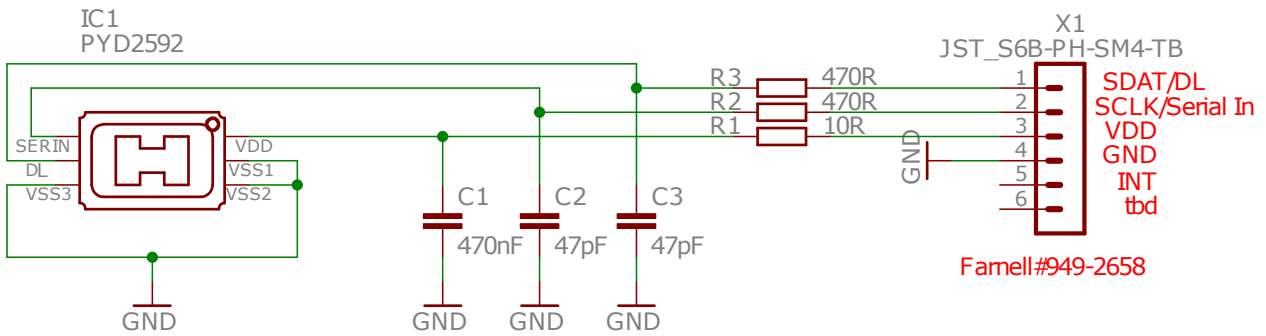 IC1
PYD2592
X1
JST_S6B-PH-SM4-TB
R3 470R 1 SDAT/DL
R2 470R 2 SCLK/Serial In
R1 10R 3 VDD
GND 4 GND
5 INT
6 tbd
SERIN VDD
DL VSS1
VSS3 VSS2
C1 C2 C3
470nF 47pF 47pF
Farnell#949-2658
GND GND GND GND